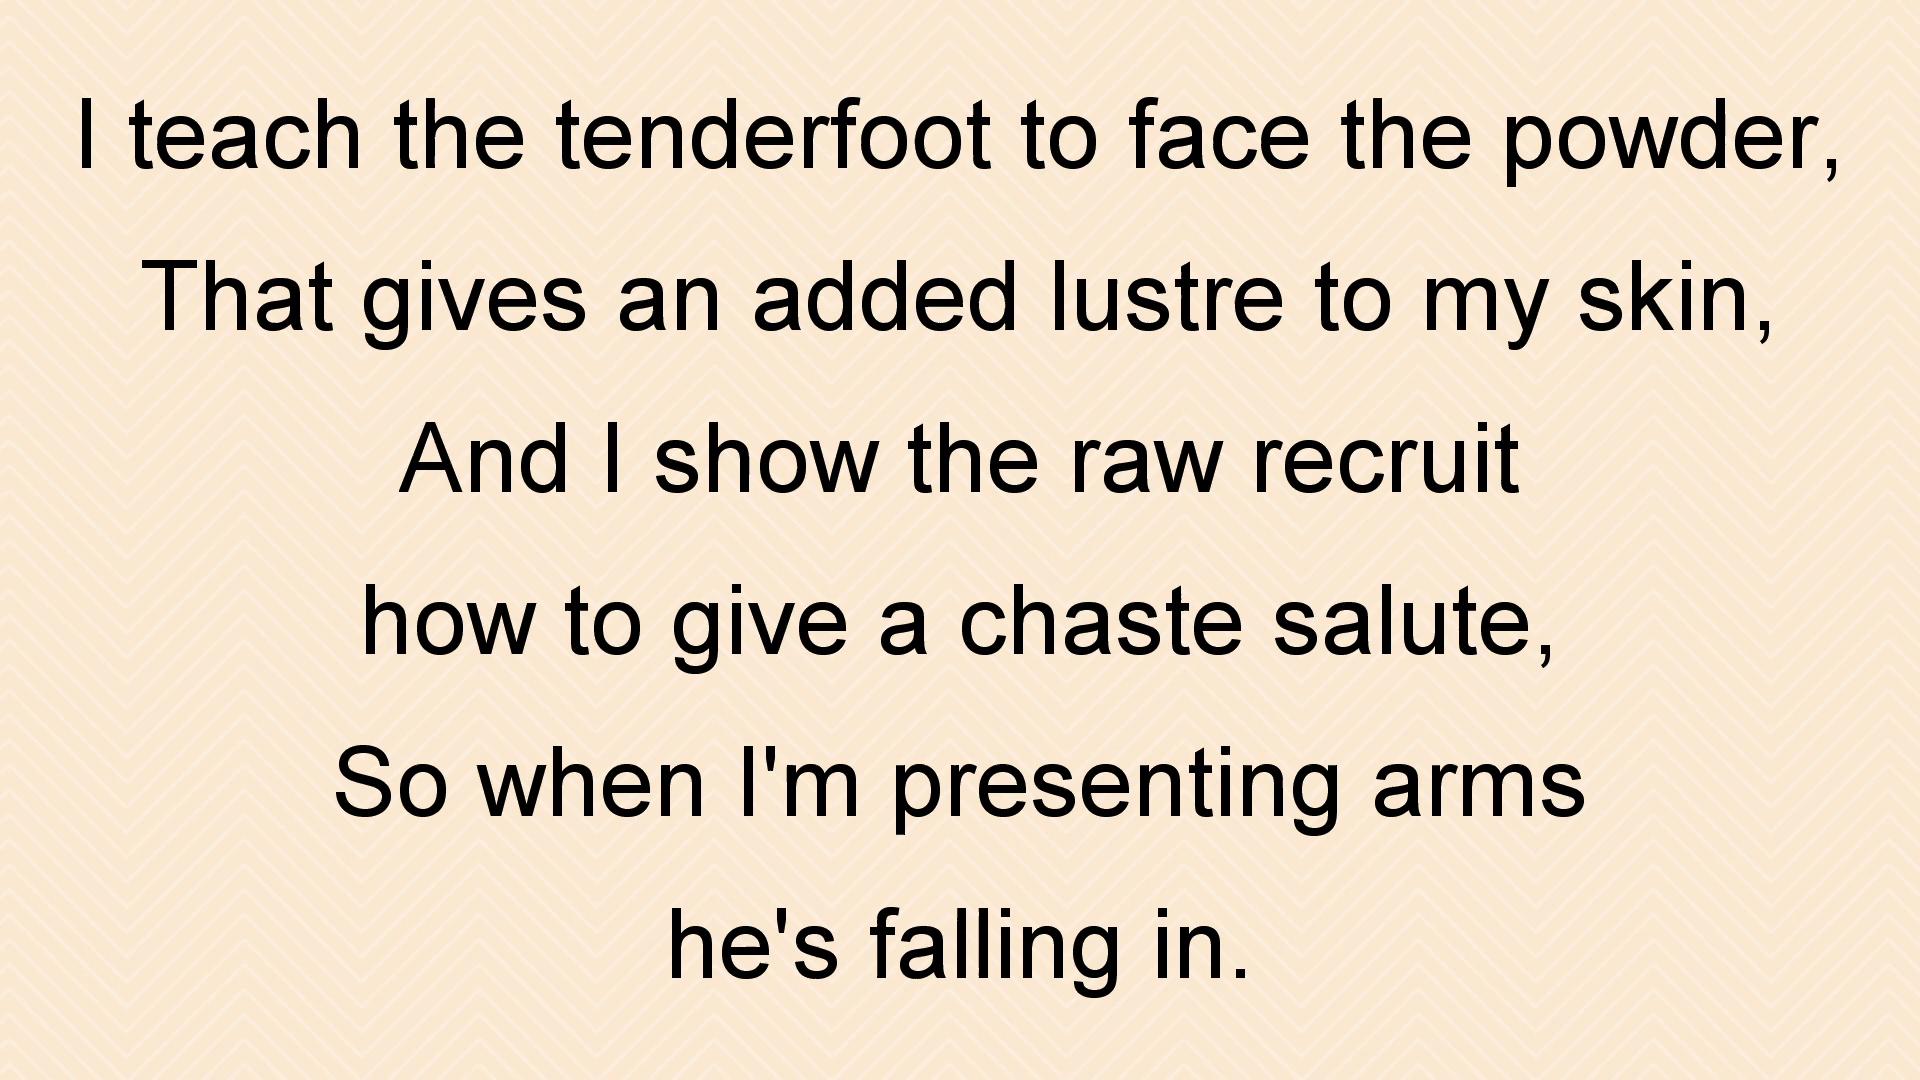 I teach the tenderfoot to face the powder,
That gives an added lustre to my skin,
And I show the raw recruit
how to give a chaste salute,
So when I'm presenting arms
he's falling in.